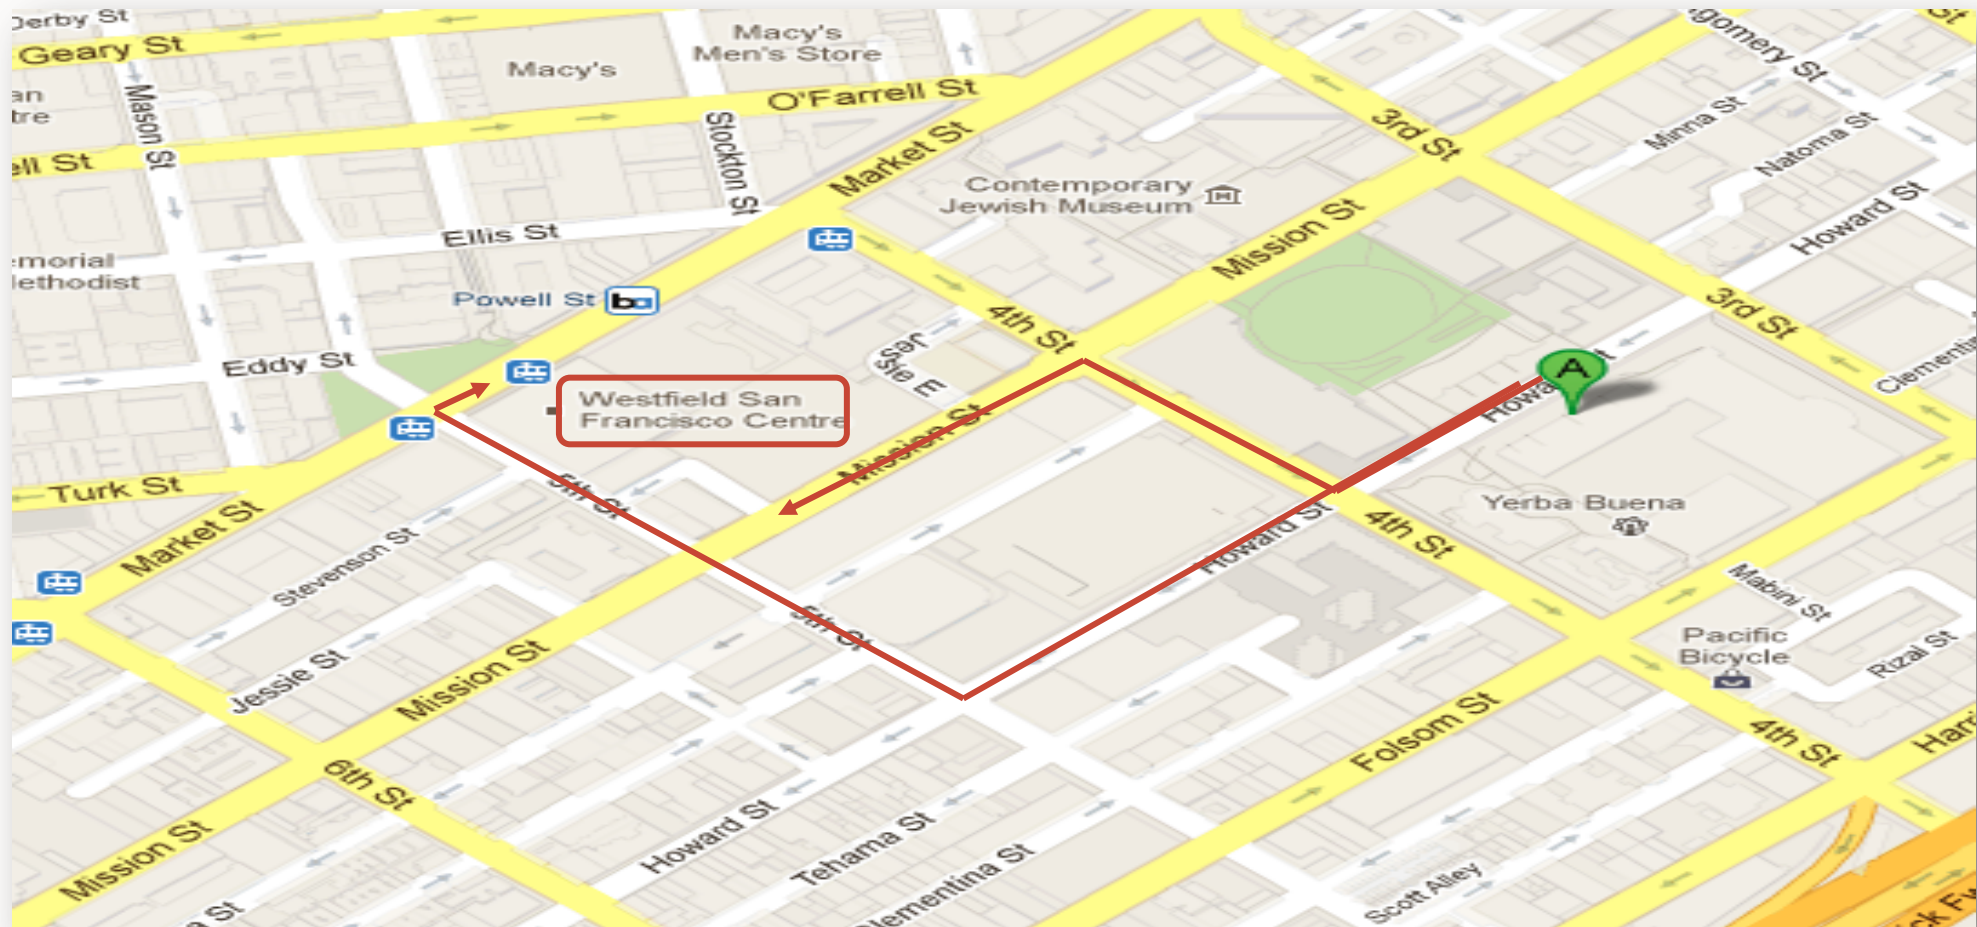 Derby St
Geary St
Macy's
Men's Store
Macy's
Mason St
O'Farrell St
Stockton St
Market St
3rd St
Minna St
Natoma St
Howard St
Contemporary
Jewish Museum
Mission St
Ellis St
Powell St
4th St
3rd St
Eddy St
Jessie
Westfield San
Francisco Centre
A
Mission St
Turk St
5th St
Market St
Stevenson St
Yerba Buena
4th St
Howard St
Mabini St
5th St
Pacific
Bicycle
Rizal St
Jessie St
Mission St
Folsom St
4th St
6th St
Howard St
Tehama St
Mission St
Scott Alley